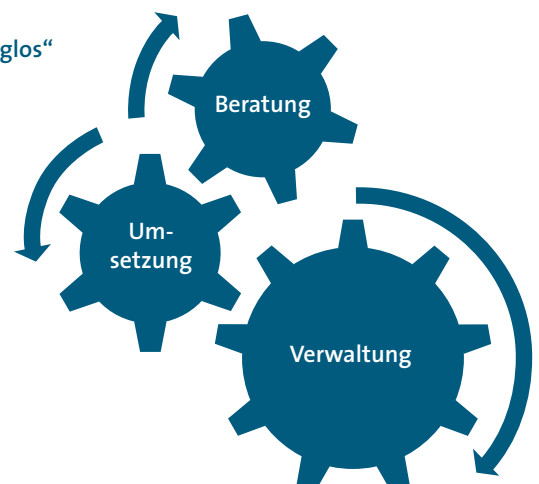 glos“
Beratung
Um-
setzung
Verwaltung